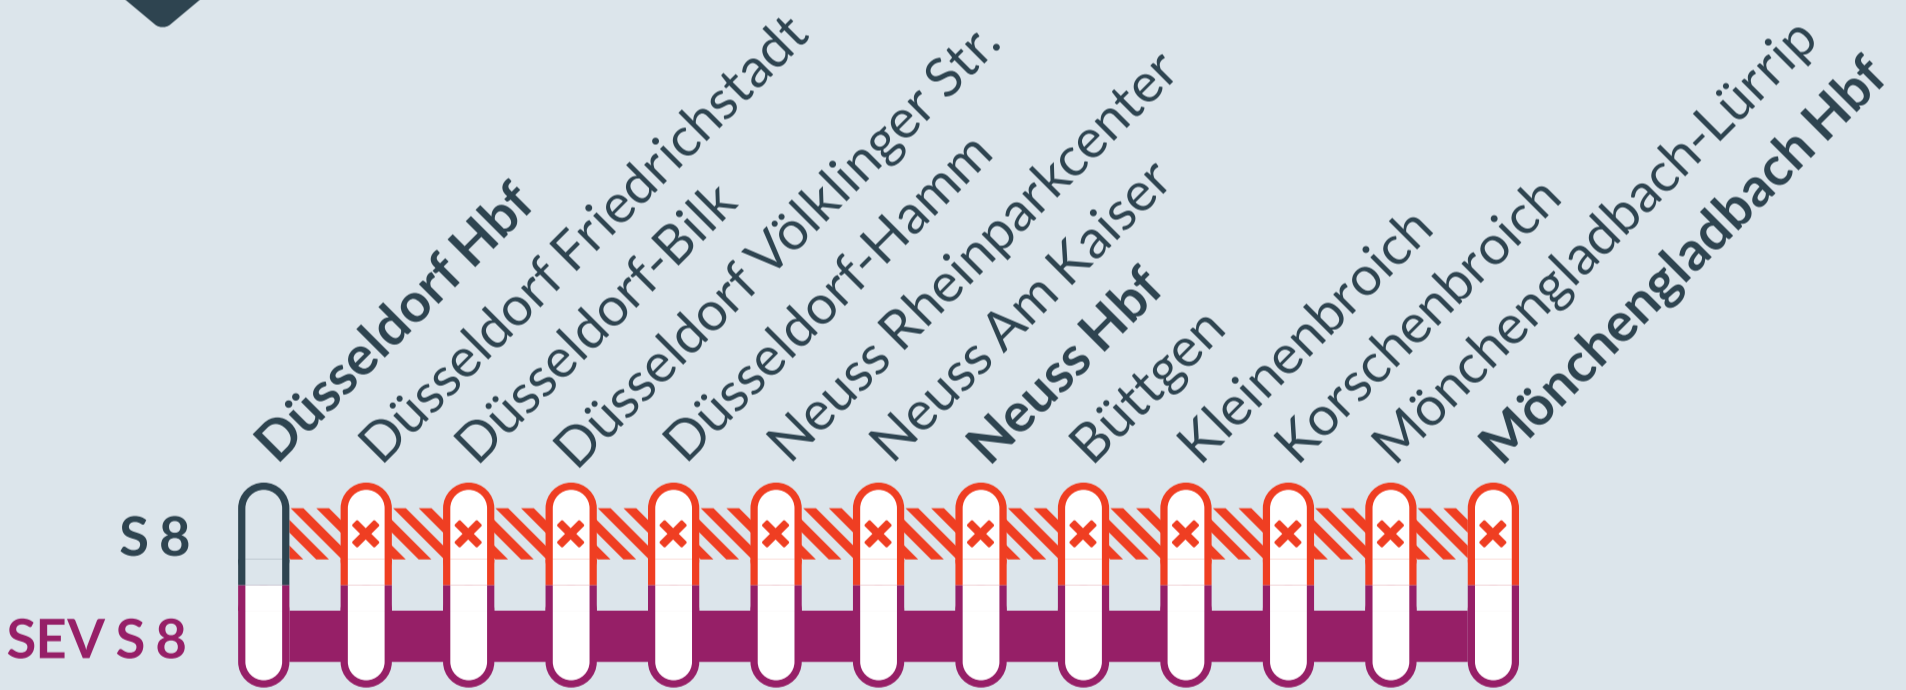 Düsseldorf Hbf
Düsseldorf Friedrichstadt
Düsseldorf-Bilk
Düsseldorf Völklinger Str.
Düsseldorf-Hamm
Neuss Rheinparkcenter
Neuss Am Kaiser
Neuss Hbf
Büttgen
Kleinenbroich
Korschenbroich
Mönchengladbach-Lürrip
Mönchengladbach Hbf
S 8
SEV S 8